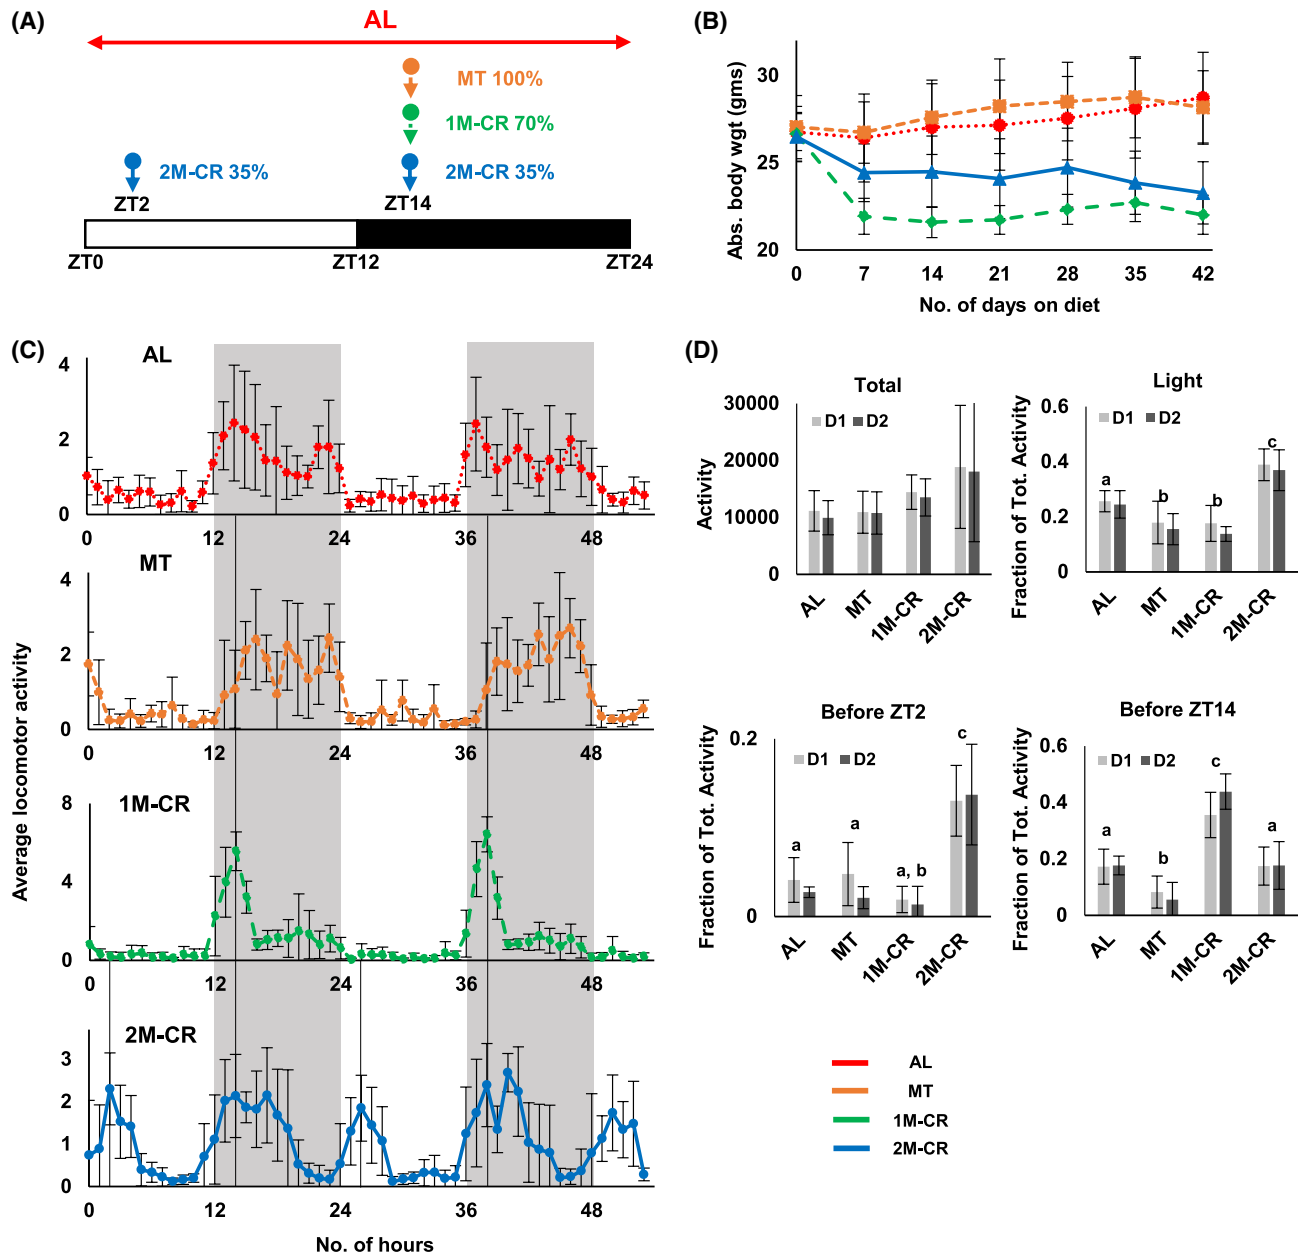 (A)
AL
MT 100%
1M-CR 70%
2M-CR 35%
2M-CR 35%
ZT2
ZT14
ZT0
ZT12
ZT24
(B)
Abs. body wgt (gms)
30
25
20
0 7 14 21 28 35 42
No. of days on diet
(C)
Average locomotor activity
AL
4
2
0
0 12 24 36 48
MT
4
2
0
0 12 24 36 48
1M-CR
8
4
0
0 12 24 36 48
2M-CR
3
2
1
0
0 12 24 36 48
No. of hours
(D)
Total
Activity
30000
20000
10000
0
D1 D2
AL MT 1M-CR 2M-CR
Light
Fraction of Tot. Activity
0.6
0.4
0.2
0
D1 D2
a b b c
AL MT 1M-CR 2M-CR
Before ZT2
Fraction of Tot. Activity
0.2
0
D1 D2
a a a, b c
AL MT 1M-CR 2M-CR
Before ZT14
Fraction of Tot. Activity
0.6
0.4
0.2
0
D1 D2
a b c a
AL MT 1M-CR 2M-CR
AL
MT
1M-CR
2M-CR